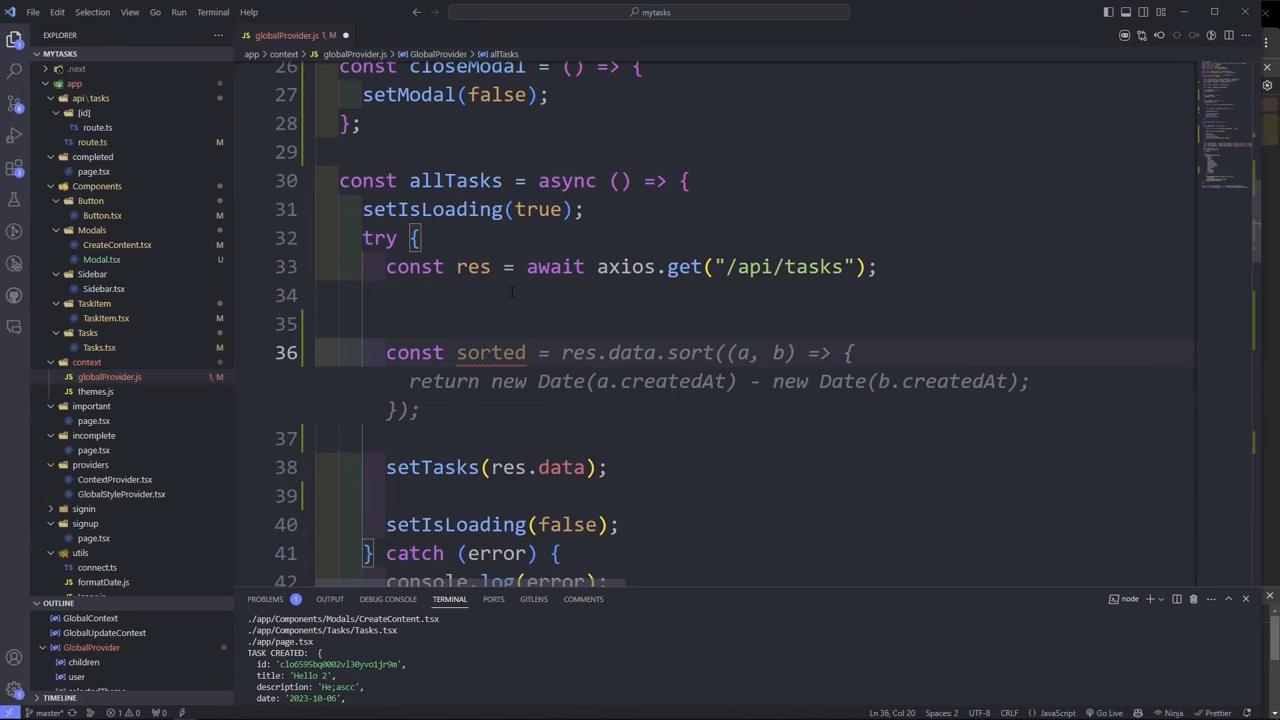 File Edit Selection View Go Run Terminal Help
mytasks
EXPLORER
MYTASKS
.next
app
api\tasks
[id]
route.ts
route.ts M
completed
page.tsx
Components
Button
Button.tsx
Modals
CreateContent.tsx
Modal.tsx U
Sidebar
Sidebar.tsx
TaskItem
TaskItem.tsx
Tasks
Tasks.tsx
context
globalProvider.js 1, M
themes.js
important
page.tsx
incomplete
page.tsx
providers
ContextProvider.tsx
GlobalStyleProvider.tsx
signin
signup
page.tsx
utils
connect.ts
formatDate.js
OUTLINE
GlobalContext
GlobalUpdateContext
GlobalProvider
children
user
selectedTheme
TIMELINE
globalProvider.js 1, M
app > context > globalProvider.js > GlobalProvider > allTasks
26 const closeModal = () => {
27 setModal(false);
28 };
29
30 const allTasks = async () => {
31 setIsLoading(true);
32 try {
33 const res = await axios.get("/api/tasks");
34
35
36 const sorted = res.data.sort((a, b) => {
return new Date(a.createdAt) - new Date(b.createdAt);
});
37
38 setTasks(res.data);
39
40 setIsLoading(false);
41 } catch (error) {
42 console.log(error);
PROBLEMS 1 OUTPUT DEBUG CONSOLE TERMINAL PORTS GITLENS COMMENTS
node
./app/Components/Modals/CreateContent.tsx
./app/Components/Tasks/Tasks.tsx
./app/page.tsx
TASK CREATED: {
id: 'clo6595bq0002vl30yvo1jr9m',
title: 'Hello 2',
description: 'He;ascc',
date: '2023-10-06',
master* 1 0 0 Ln 36, Col 20 Spaces: 2 UTF-8 CRLF JavaScript Go Live Ninja Prettier